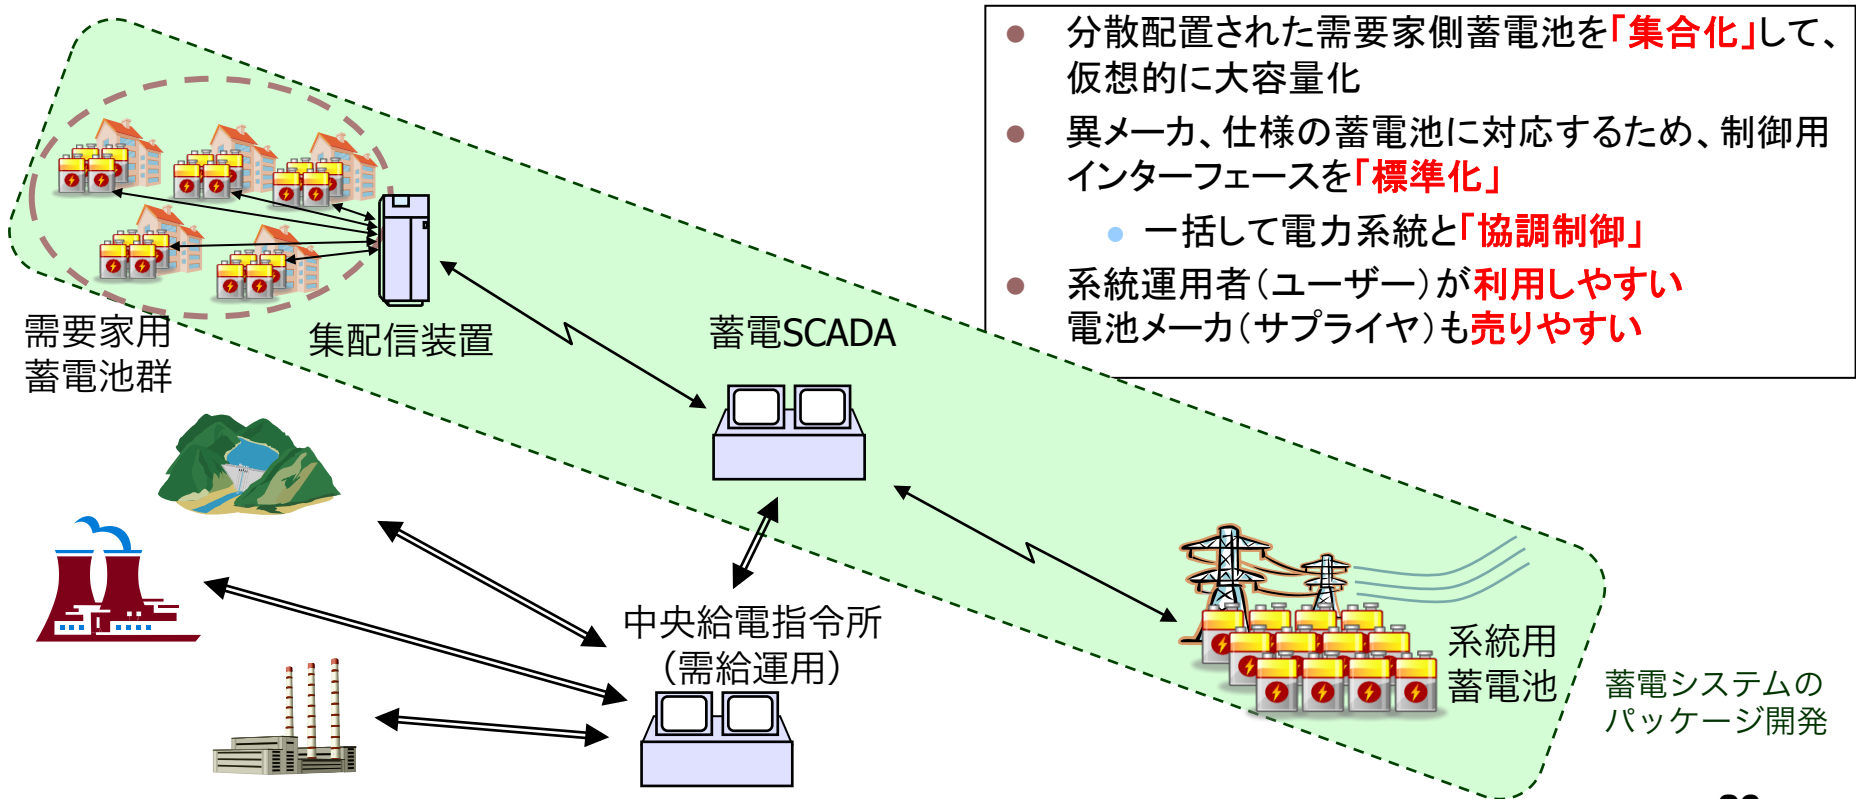 分散配置された需要家側蓄電池を「集合化」して、
仮想的に大容量化
異メーカ、仕様の蓄電池に対応するため、制御用
インターフェースを「標準化」
一括して電力系統と「協調制御」
系統運用者（ユーザー）が利用しやすい
電池メーカ（サプライヤ）も売りやすい
需要家用
蓄電池群
集配信装置
蓄電SCADA
中央給電指令所
（需給運用）
系統用
蓄電池
蓄電システムの
パッケージ開発